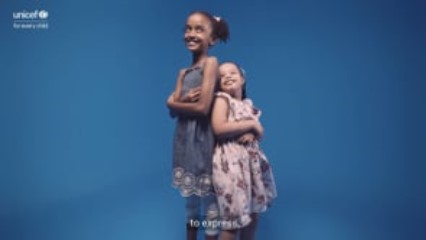 unicef
for every child
to express,